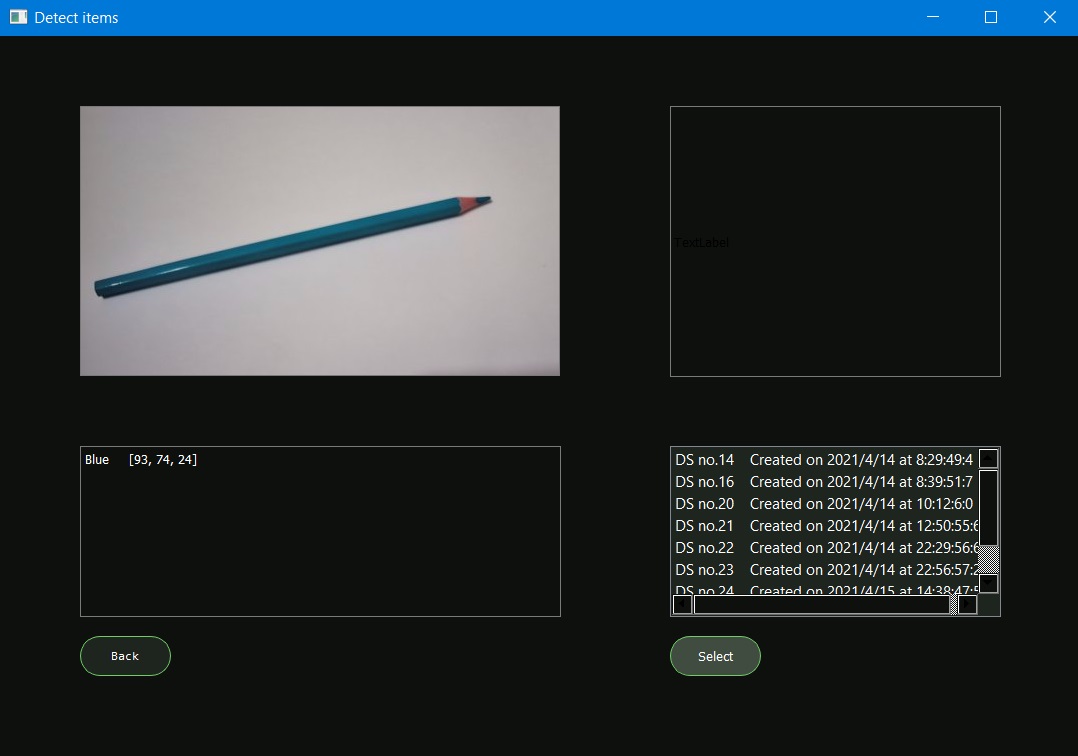 Detect items
TextLabel
Blue [93, 74, 24]
DS no.14 Created on 2021/4/14 at 8:29:49:4
DS no.16 Created on 2021/4/14 at 8:39:51:7
DS no.20 Created on 2021/4/14 at 10:12:6:0
DS no.21 Created on 2021/4/14 at 12:50:55:6
DS no.22 Created on 2021/4/14 at 22:29:56:6
DS no.23 Created on 2021/4/14 at 22:56:57:2
DS no.24 Created on 2021/4/15 at 14:38:47:5
Back
Select